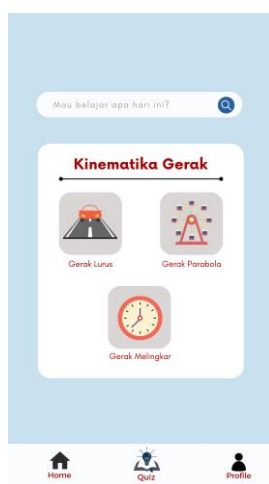 Mau belajar apa hari ini?
Kinematika Gerak
Gerak Lurus
Gerak Parabola
Gerak Melingkar
Home
Quiz
Profile